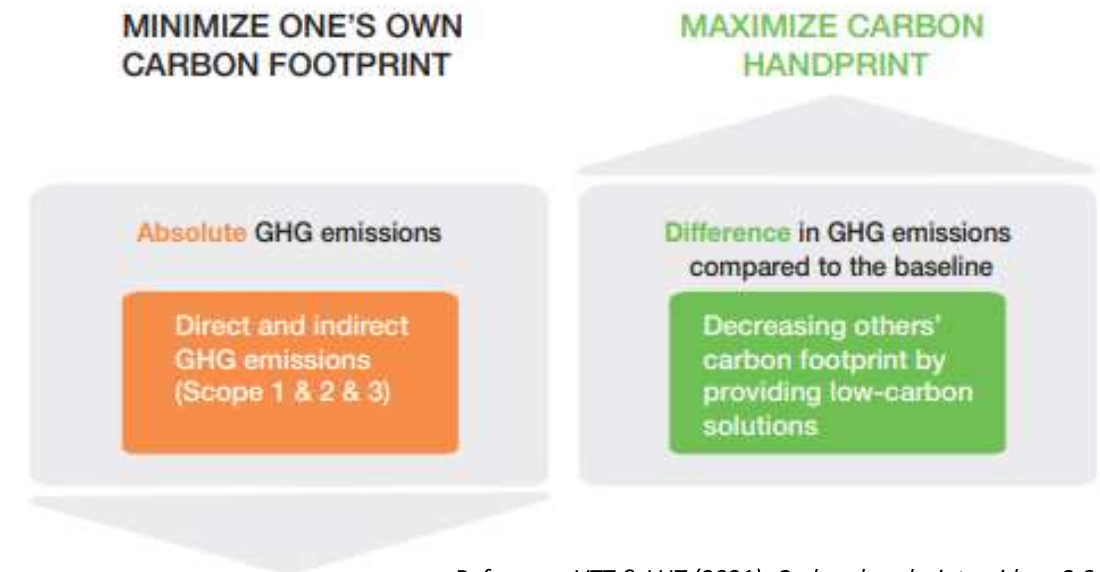 MINIMIZE ONE'S OWN
CARBON FOOTPRINT
MAXIMIZE CARBON
HANDPRINT
Absolute GHG emissions
Direct and indirect
GHG emissions
(Scope 1 & 2 & 3)
Difference in GHG emissions
compared to the baseline
Decreasing others'
carbon footprint by
providing low-carbon
solutions